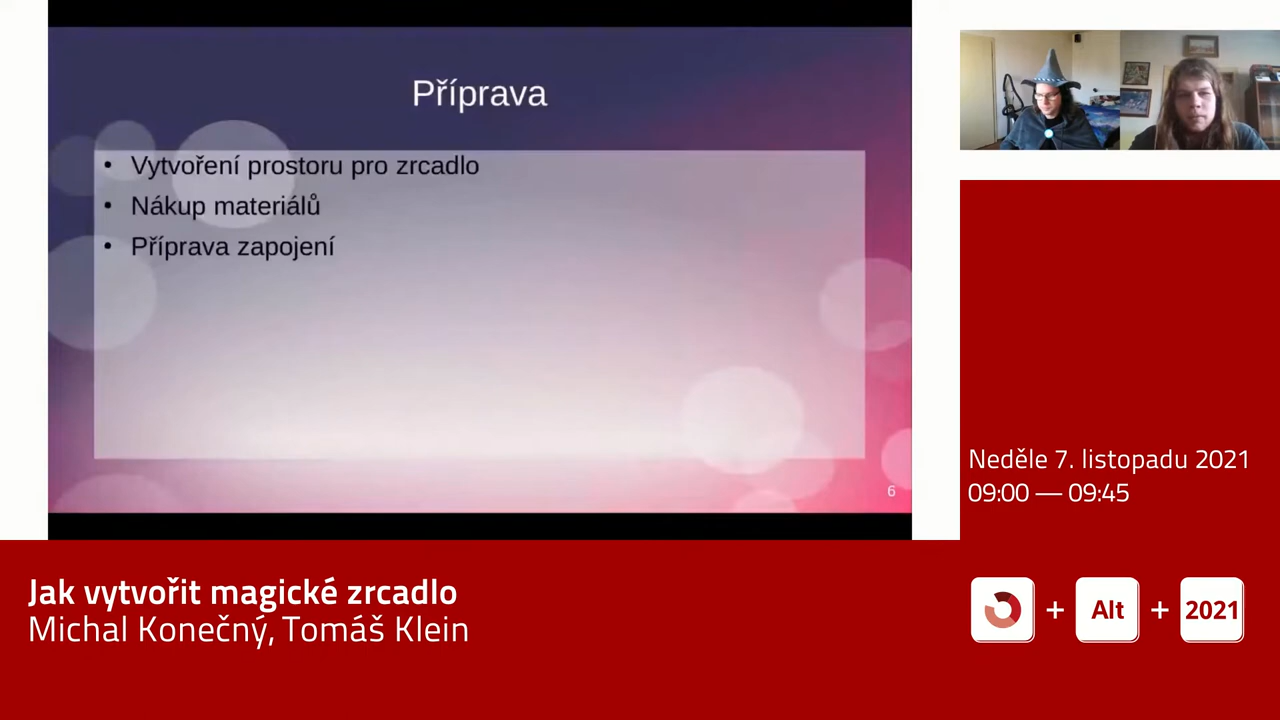 Příprava
• Vytvoření prostoru pro zrcadlo
• Nákup materiálů
• Příprava zapojení
6
Neděle 7. listopadu 2021
09:00 — 09:45
Jak vytvořit magické zrcadlo
Michal Konečný, Tomáš Klein
+ Alt + 2021